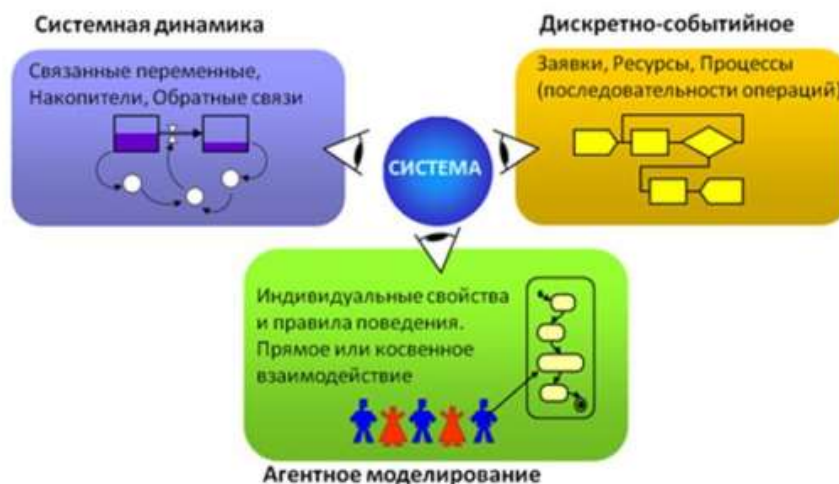 Системная динамика
Связанные переменные,
Накопители, Обратные связи
Дискретно-событийное
Заявки, Ресурсы, Процессы
(последовательности операций)
СИСТЕМА
Индивидуальные свойства
и правила поведения.
Прямое или косвенное
взаимодействие
Агентное моделирование